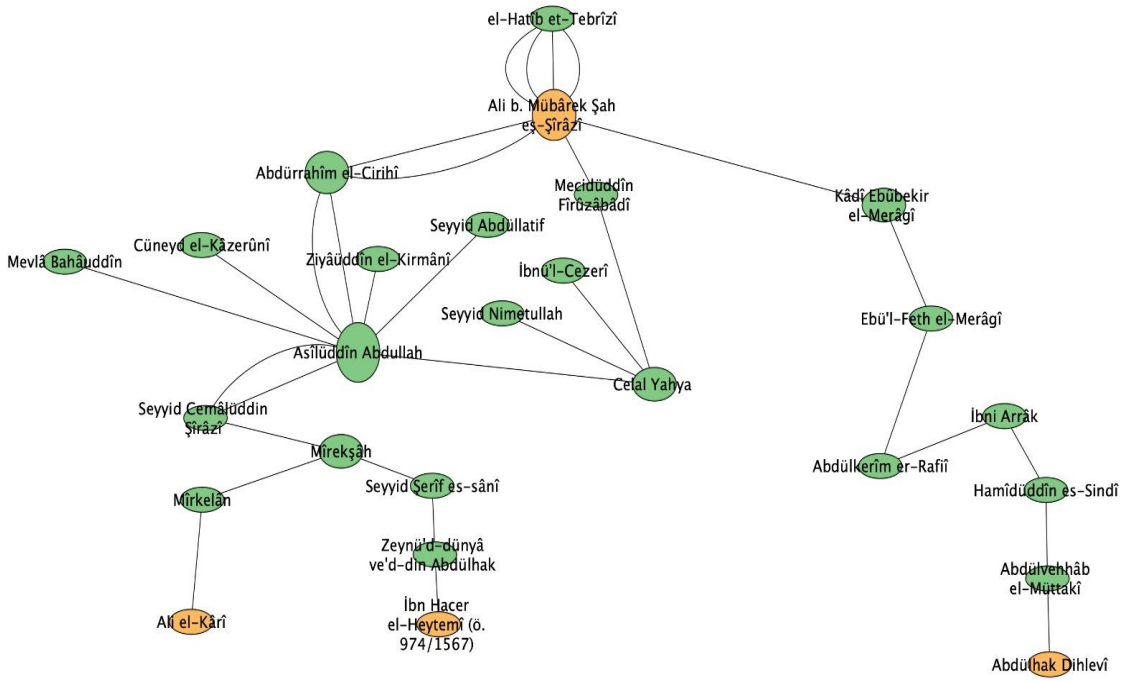 el-Hatîb et-Tebrîzî
Ali b. Mübârek Şah
eş-Şîrâzî
Abdürrahîm el-Cirihî
Mecidüddîn
Fîrûzâbâdî
Kâdî Ebûbekir
el-Merâgî
Seyyid Abdüllatif
Cüneyd el-Kâzerûnî
Ziyâüddîn el-Kirmânî
Mevlâ Bahâuddîn
İbnü'l-Cezerî
Seyyid Nimetullah
Ebü'l-Feth el-Merâgî
Asîlüddîn Abdullah
Celal Yahya
Seyyid Cemâlüddin
Şîrâzî
İbni Arrâk
Mîrekşâh
Abdülkerîm er-Rafiî
Seyyid Şerîf es-sânî
Hamîdüddîn es-Sindî
Mîrkelân
Zeynü'd-dünyâ
ve'd-din Abdülhak
Abdülvehhâb
el-Müttakî
Ali el-Kârî
İbn Hacer
el-Heytemî (ö.
974/1567)
Abdülhak Dihlevî